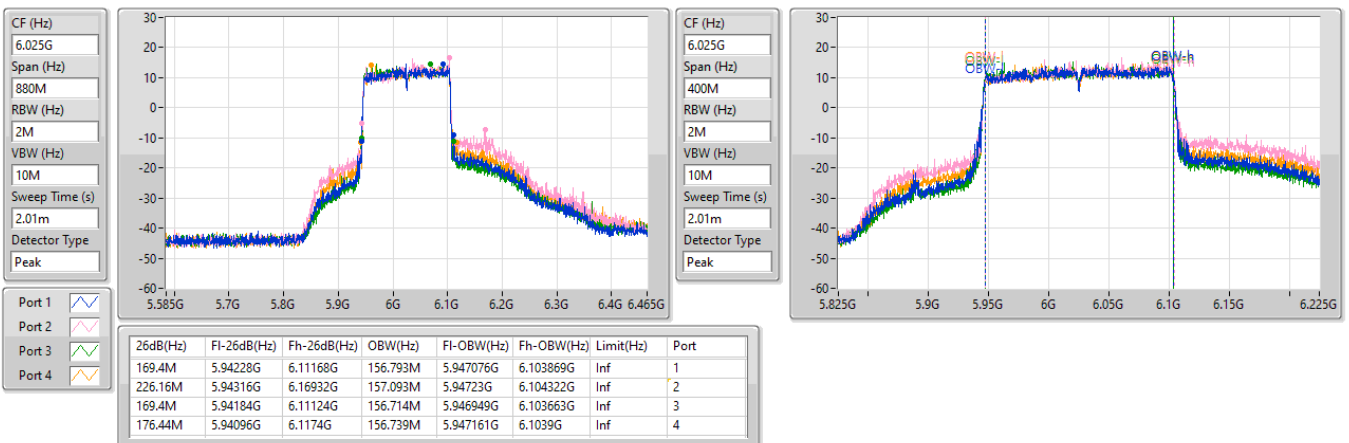 CF (Hz)
6.025G
Span (Hz)
880M
RBW (Hz)
2M
VBW (Hz)
10M
Sweep Time (s)
2.01m
Detector Type
Peak
30
20
10
0
-10
-20
-30
-40
-50
-60
5.585G 5.7G 5.8G 5.9G 6G 6.1G 6.2G 6.3G 6.4G 6.465G
CF (Hz)
6.025G
Span (Hz)
400M
RBW (Hz)
2M
VBW (Hz)
10M
Sweep Time (s)
2.01m
Detector Type
Peak
30
20
10
0
-10
-20
-30
-40
-50
-60
OBW-l OBW-h
5.825G 5.9G 5.95G 6G 6.05G 6.1G 6.15G 6.225G
Port 1
Port 2
Port 3
Port 4
26dB(Hz) Fl-26dB(Hz) Fh-26dB(Hz) OBW(Hz) Fl-OBW(Hz) Fh-OBW(Hz) Limit(Hz) Port
169.4M 5.94228G 6.11168G 156.793M 5.947076G 6.103869G Inf 1
226.16M 5.94316G 6.16932G 157.093M 5.94723G 6.104322G Inf 2
169.4M 5.94184G 6.11124G 156.714M 5.946949G 6.103663G Inf 3
176.44M 5.94096G 6.1174G 156.739M 5.947161G 6.1039G Inf 4